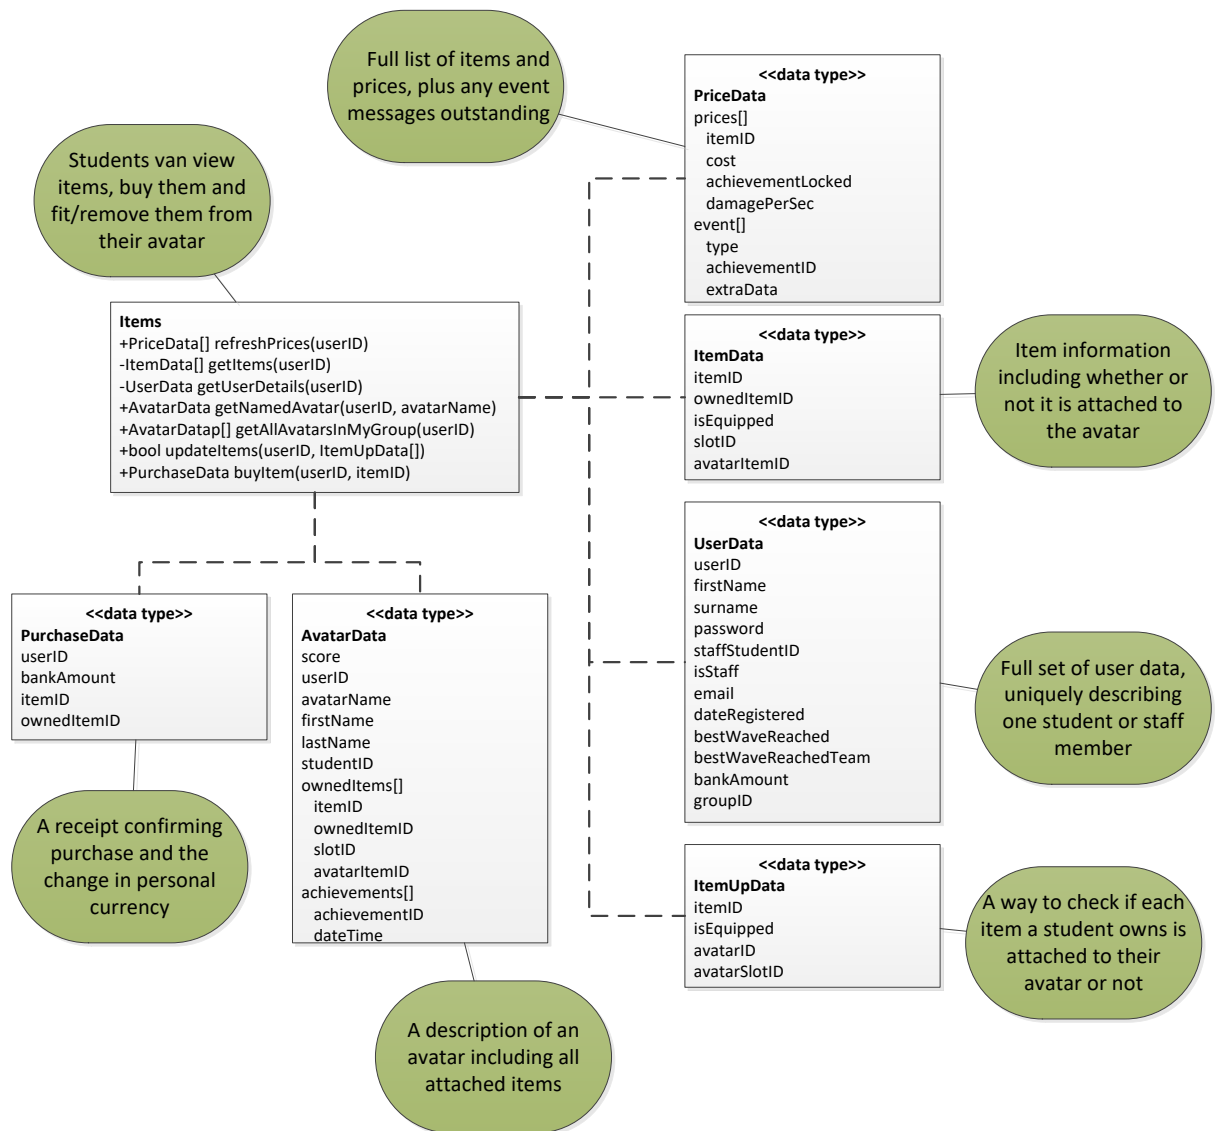 Full list of items and
prices, plus any event
messages outstanding
<<data type>>
PriceData
prices[]
itemID
cost
achievementLocked
damagePerSec
event[]
type
achievementID
extraData
Students van view
items, buy them and
fit/remove them from
their avatar
Items
+PriceData[] refreshPrices(userID)
-ItemData[] getItems(userID)
-UserData getUserDetails(userID)
+AvatarData getNamedAvatar(userID, avatarName)
+AvatarDatap[] getAllAvatarsInMyGroup(userID)
+bool updateItems(userID, ItemUpData[])
+PurchaseData buyItem(userID, itemID)
<<data type>>
ItemData
itemID
ownedItemID
isEquipped
slotID
avatarItemID
Item information
including whether or
not it is attached to
the avatar
<<data type>>
UserData
userID
firstName
surname
password
staffStudentID
isStaff
email
dateRegistered
bestWaveReached
bestWaveReachedTeam
bankAmount
groupID
Full set of user data,
uniquely describing
one student or staff
member
<<data type>>
PurchaseData
userID
bankAmount
itemID
ownedItemID
<<data type>>
AvatarData
score
userID
avatarName
firstName
lastName
studentID
ownedItems[]
itemID
ownedItemID
slotID
avatarItemID
achievements[]
achievementID
dateTime
A receipt confirming
purchase and the
change in personal
currency
<<data type>>
ItemUpData
itemID
isEquipped
avatarID
avatarSlotID
A way to check if each
item a student owns is
attached to their
avatar or not
A description of an
avatar including all
attached items